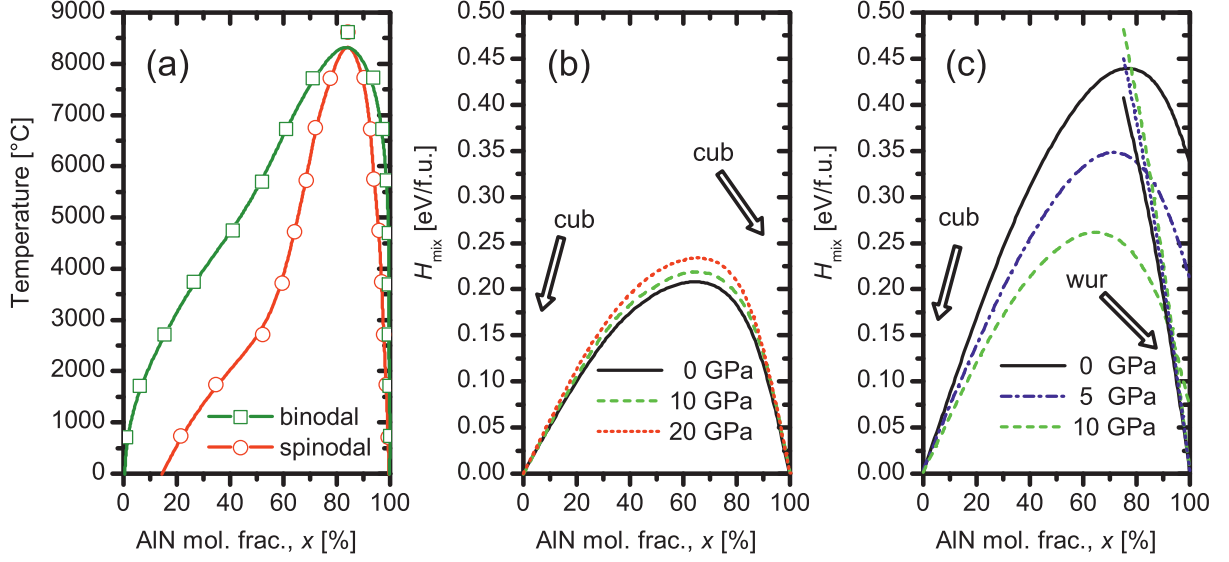 (a)
Temperature [°C]
9000
8000
7000
6000
5000
4000
3000
2000
1000
0
binodal
spinodal
0 20 40 60 80 100
AlN mol. frac., x [%]
(b)
H_mix [eV/f.u.]
0.50
0.45
0.40
0.35
0.30
0.25
0.20
0.15
0.10
0.05
0.00
cub
cub
0 GPa
10 GPa
20 GPa
0 20 40 60 80 100
AlN mol. frac., x [%]
(c)
H_mix [eV/f.u.]
0.50
0.45
0.40
0.35
0.30
0.25
0.20
0.15
0.10
0.05
0.00
cub
wur
0 GPa
5 GPa
10 GPa
0 20 40 60 80 100
AlN mol. frac., x [%]